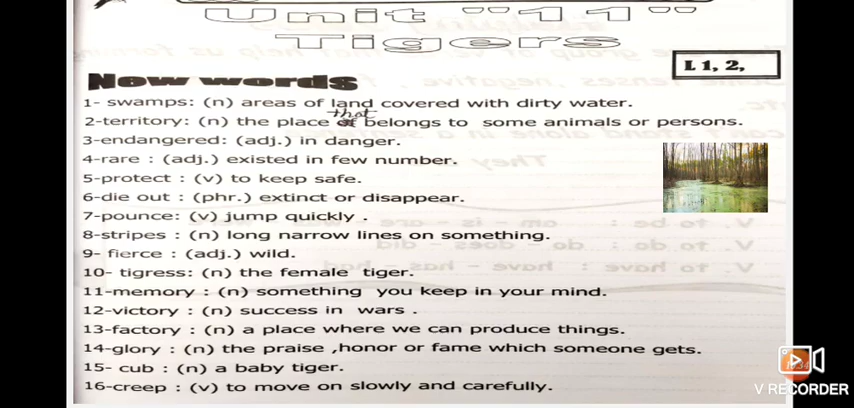 Unit "11"
Tigers
L 1, 2,
New words
1- swamps: (n) areas of land covered with dirty water.
2-territory: (n) the place that belongs to some animals or persons.
3-endangered: (adj.) in danger.
4-rare : (adj.) existed in few number.
5-protect : (v) to keep safe.
6-die out : (phr.) extinct or disappear.
7-pounce: (v) jump quickly .
8-stripes : (n) long narrow lines on something.
9- fierce : (adj.) wild.
10- tigress: (n) the female tiger.
11-memory : (n) something you keep in your mind.
12-victory : (n) success in wars .
13-factory : (n) a place where we can produce things.
14-glory : (n) the praise ,honor or fame which someone gets.
15- cub : (n) a baby tiger.
16-creep : (v) to move on slowly and carefully.
V RECORDER